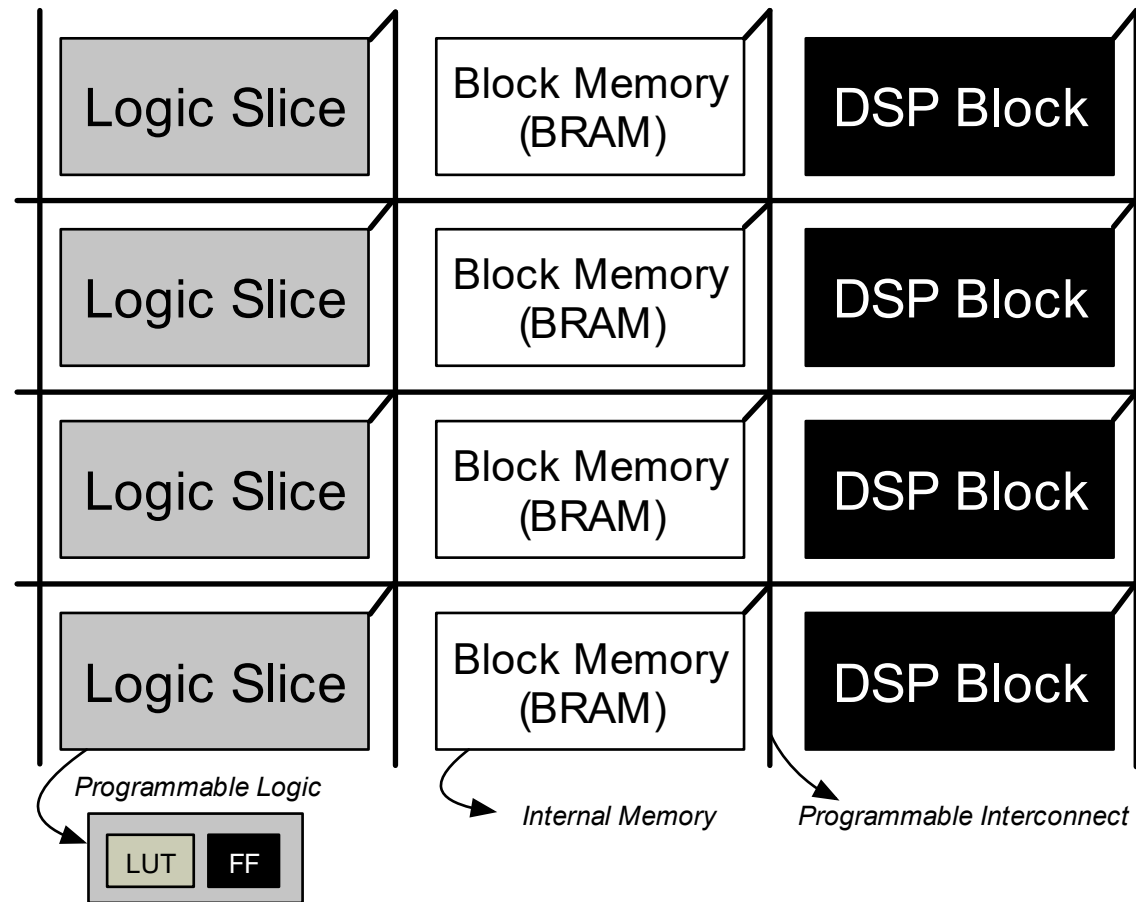 Logic Slice
Block Memory
(BRAM)
DSP Block
Logic Slice
Block Memory
(BRAM)
DSP Block
Logic Slice
Block Memory
(BRAM)
DSP Block
Logic Slice
Block Memory
(BRAM)
DSP Block
Programmable Logic
Internal Memory
Programmable Interconnect
LUT
FF